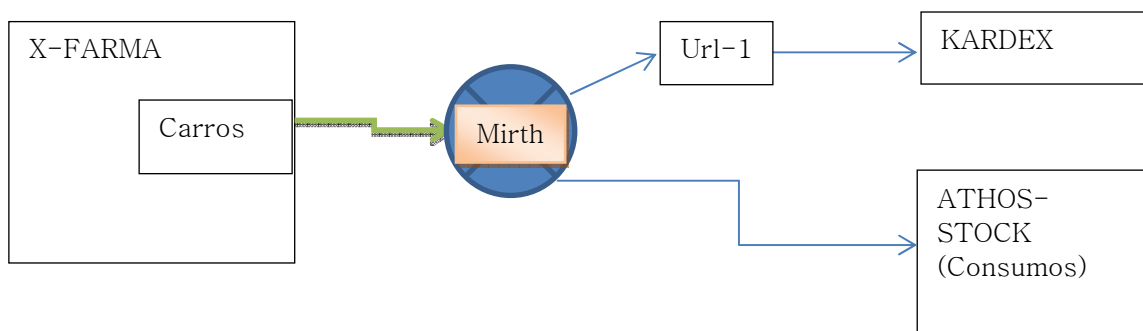 X-FARMA
Carros
Mirth
Url-1
KARDEX
ATHOS-
STOCK
(Consumos)